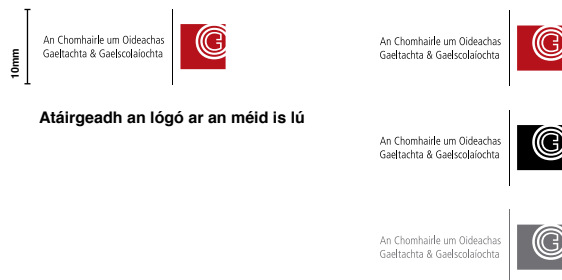 10mm
An Chomhairle um Oideachas
Gaeltachta & Gaelscolaíochta
Atáirgeadh an lógó ar an méid is lú
An Chomhairle um Oideachas
Gaeltachta & Gaelscolaíochta
An Chomhairle um Oideachas
Gaeltachta & Gaelscolaíochta
An Chomhairle um Oideachas
Gaeltachta & Gaelscolaíochta